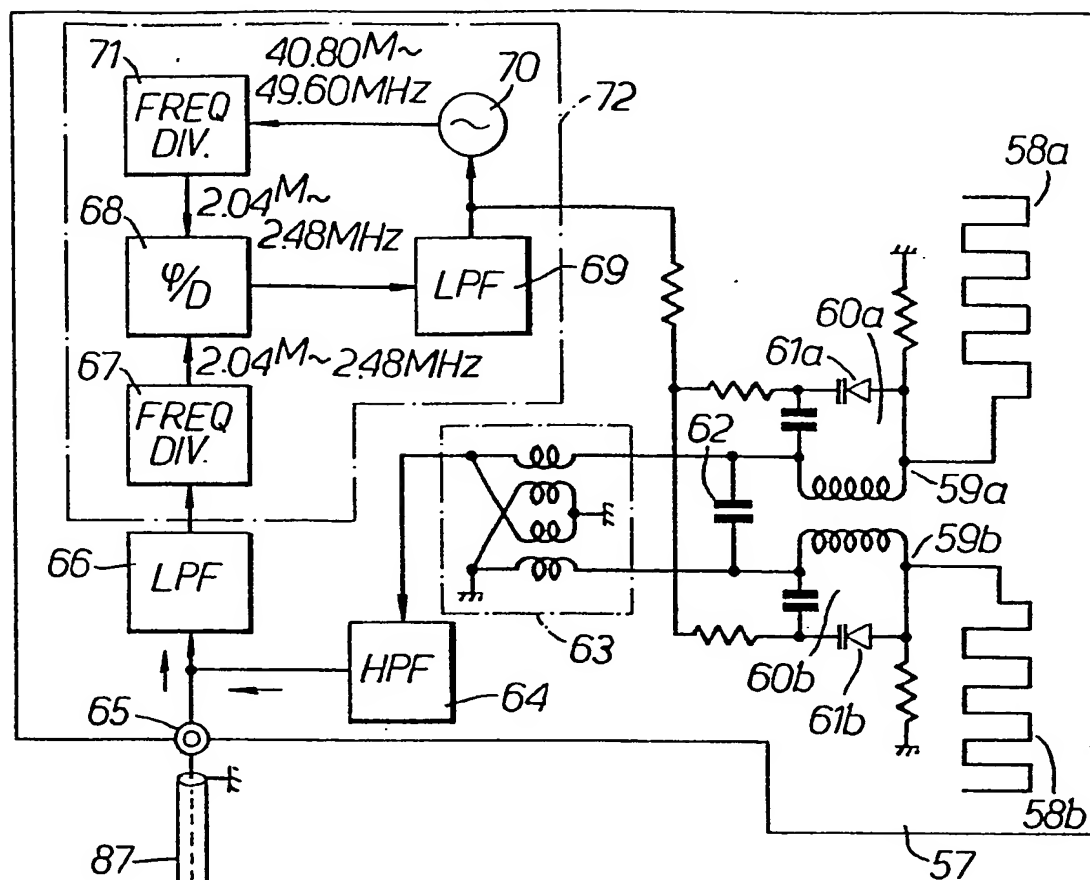 71
40.80M~
49.60MHz
70
72
FREQ
DIV.
~
58a
68
2.04M~
2.48MHz
φ/D
LPF
69
60a
61a
67
2.04M~2.48MHz
FREQ
DIV.
62
59a
66
LPF
59b
63
HPF
64
60b
61b
65
58b
87
57